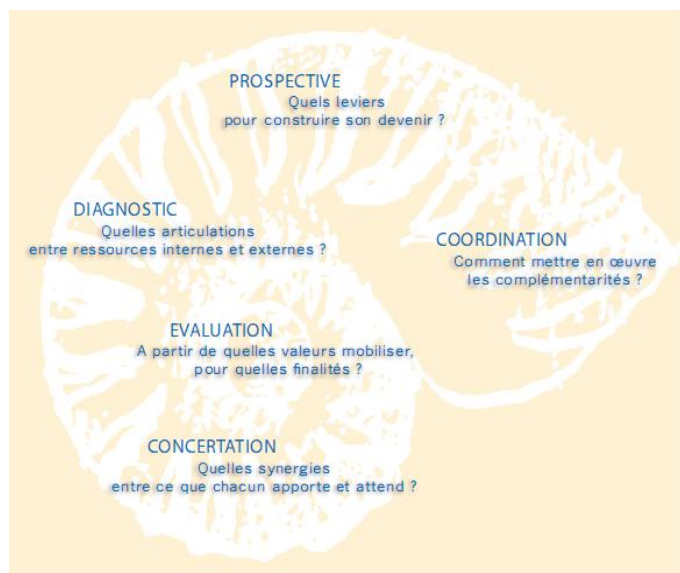 PROSPECTIVE
Quels leviers
pour construire son devenir ?
DIAGNOSTIC
Quelles articulations
entre ressources internes et externes ?
COORDINATION
Comment mettre en œuvre
les complémentarités ?
EVALUATION
A partir de quelles valeurs mobiliser,
pour quelles finalités ?
CONCERTATION
Quelles synergies
entre ce que chacun apporte et attend ?